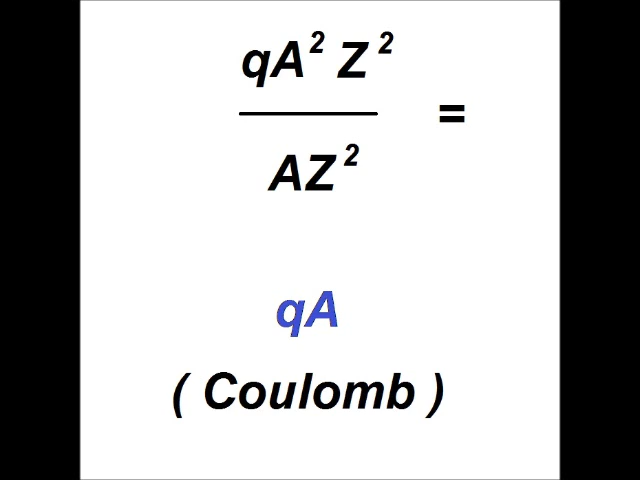 qA² Z²
=
AZ²
qA
( Coulomb )